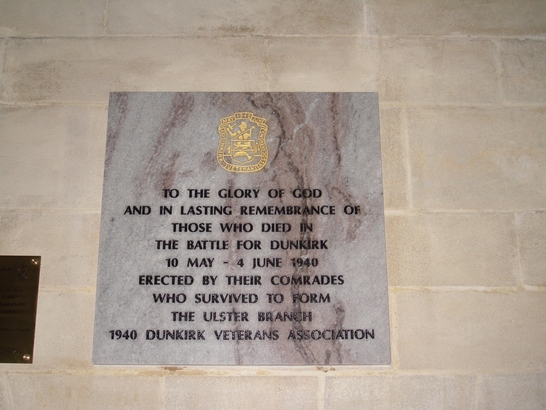 1940
VETERANS
TO THE GLORY OF GOD
AND IN LASTING REMEMBRANCE OF
THOSE WHO DIED IN
THE BATTLE FOR DUNKIRK
10 MAY - 4 JUNE 1940
ERECTED BY THEIR COMRADES
WHO SURVIVED TO FORM
THE ULSTER BRANCH
1940 DUNKIRK VETERANS ASSOCIATION